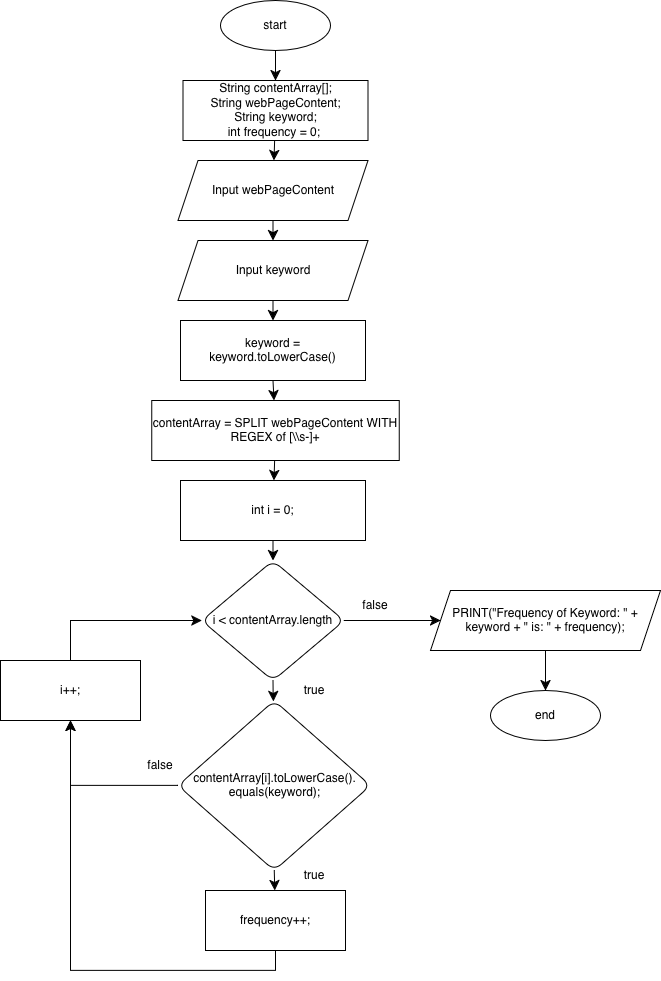 start
String contentArray[];
String webPageContent;
String keyword;
int frequency = 0;
Input webPageContent
Input keyword
keyword =
keyword.toLowerCase()
contentArray = SPLIT webPageContent WITH
REGEX of [\\s-]+
int i = 0;
i < contentArray.length
false
PRINT("Frequency of Keyword: " +
keyword + " is: " + frequency);
i++;
true
end
false
contentArray[i].toLowerCase().
equals(keyword);
true
frequency++;